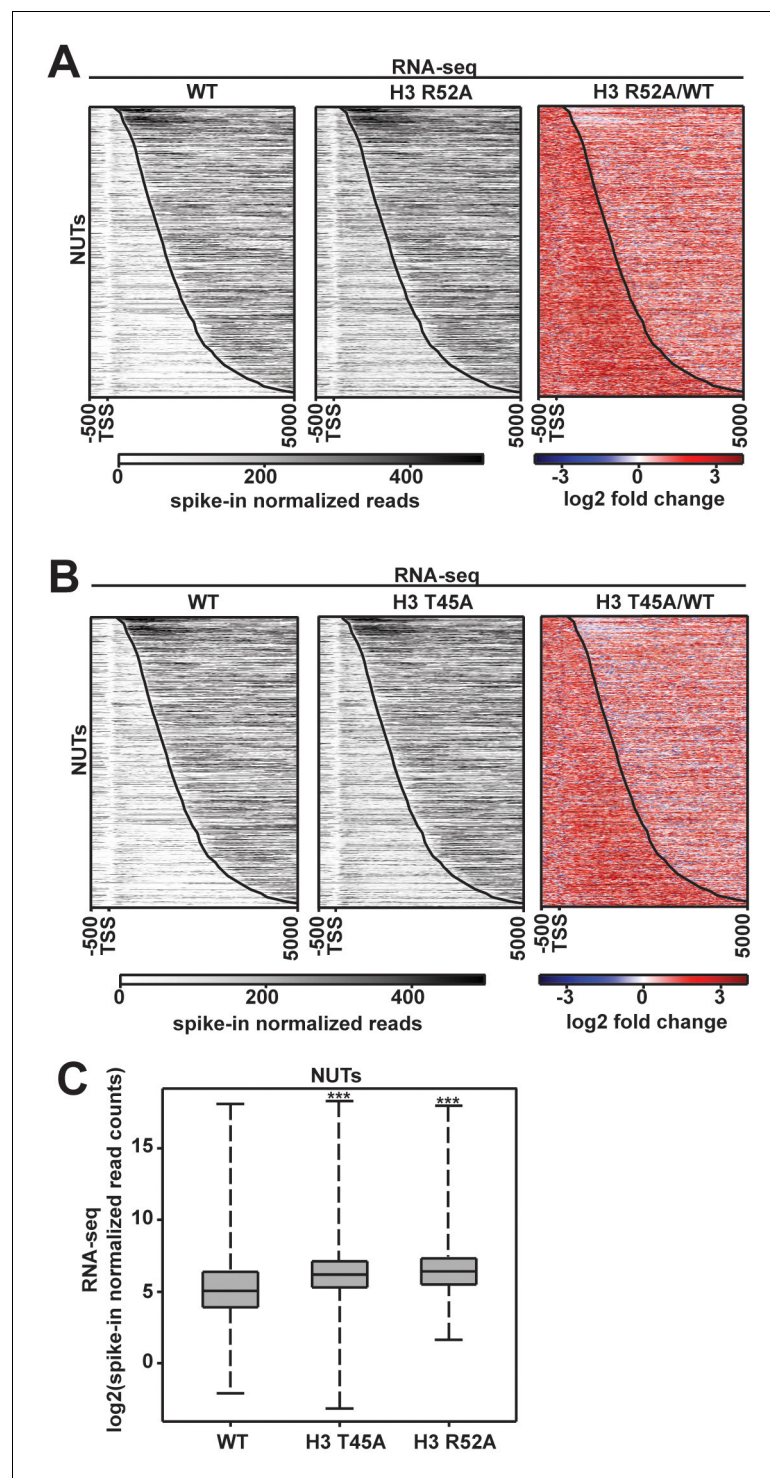 A
RNA-seq
WT
H3 R52A
H3 R52A/WT
NUTs
-500
TSS
5000
-500
TSS
5000
-500
TSS
5000
0
200
400
spike-in normalized reads
-3
0
3
log2 fold change
B
RNA-seq
WT
H3 T45A
H3 T45A/WT
NUTs
-500
TSS
5000
-500
TSS
5000
-500
TSS
5000
0
200
400
spike-in normalized reads
-3
0
3
log2 fold change
C
NUTs
***
***
RNA-seq
log2(spike-in normalized read counts)
15
10
5
0
WT
H3 T45A
H3 R52A